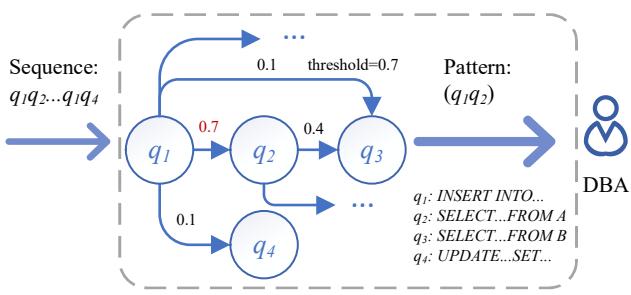 Sequence:
q1q2...q1q4
...
0.1
threshold=0.7
Pattern:
(q1q2)
q1
0.7
q2
0.4
q3
DBA
...
0.1
q4
q1: INSERT INTO...
q2: SELECT...FROM A
q3: SELECT...FROM B
q4: UPDATE...SET...